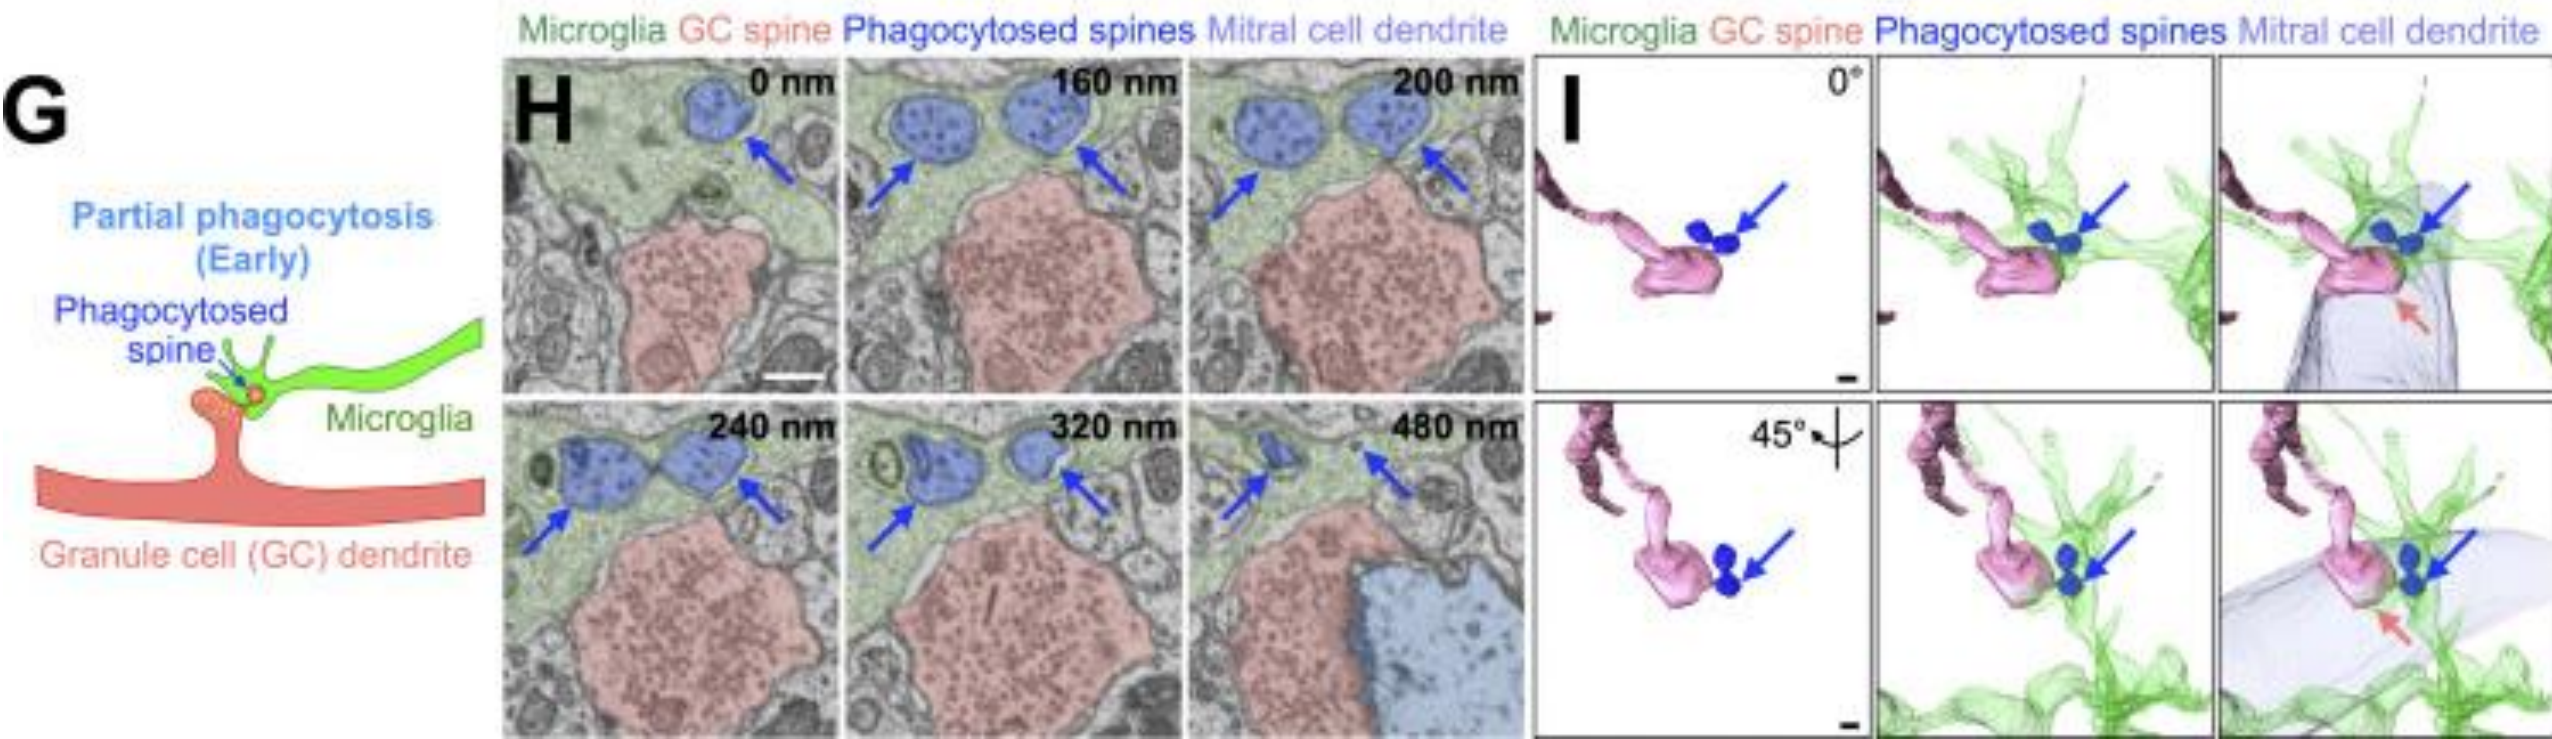 G
Partial phagocytosis
(Early)
Phagocytosed
spine
Microglia
Granule cell (GC) dendrite
Microglia GC spine Phagocytosed spines Mitral cell dendrite
H
0 nm
160 nm
200 nm
240 nm
320 nm
480 nm
Microglia GC spine Phagocytosed spines Mitral cell dendrite
I
0°
45°